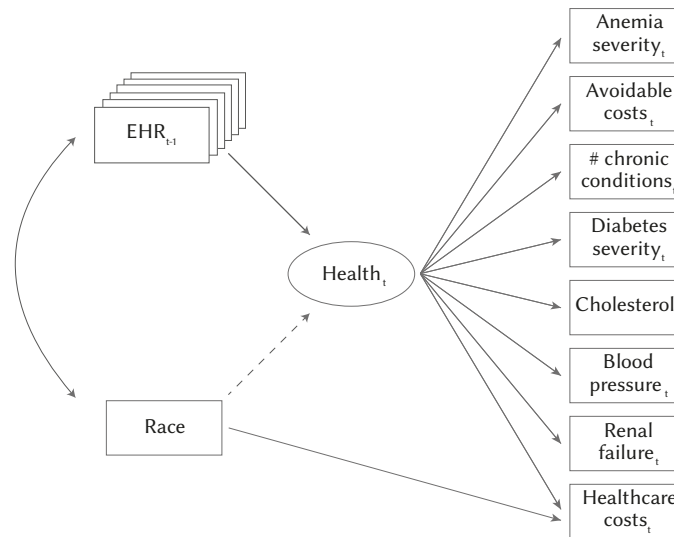 Anemia
severity t
Avoidable
costs t
EHR t-1
# chronic
conditions t
Diabetes
severity t
Health t
Cholesterol
Blood
pressure t
Race
Renal
failure t
Healthcare
costs t